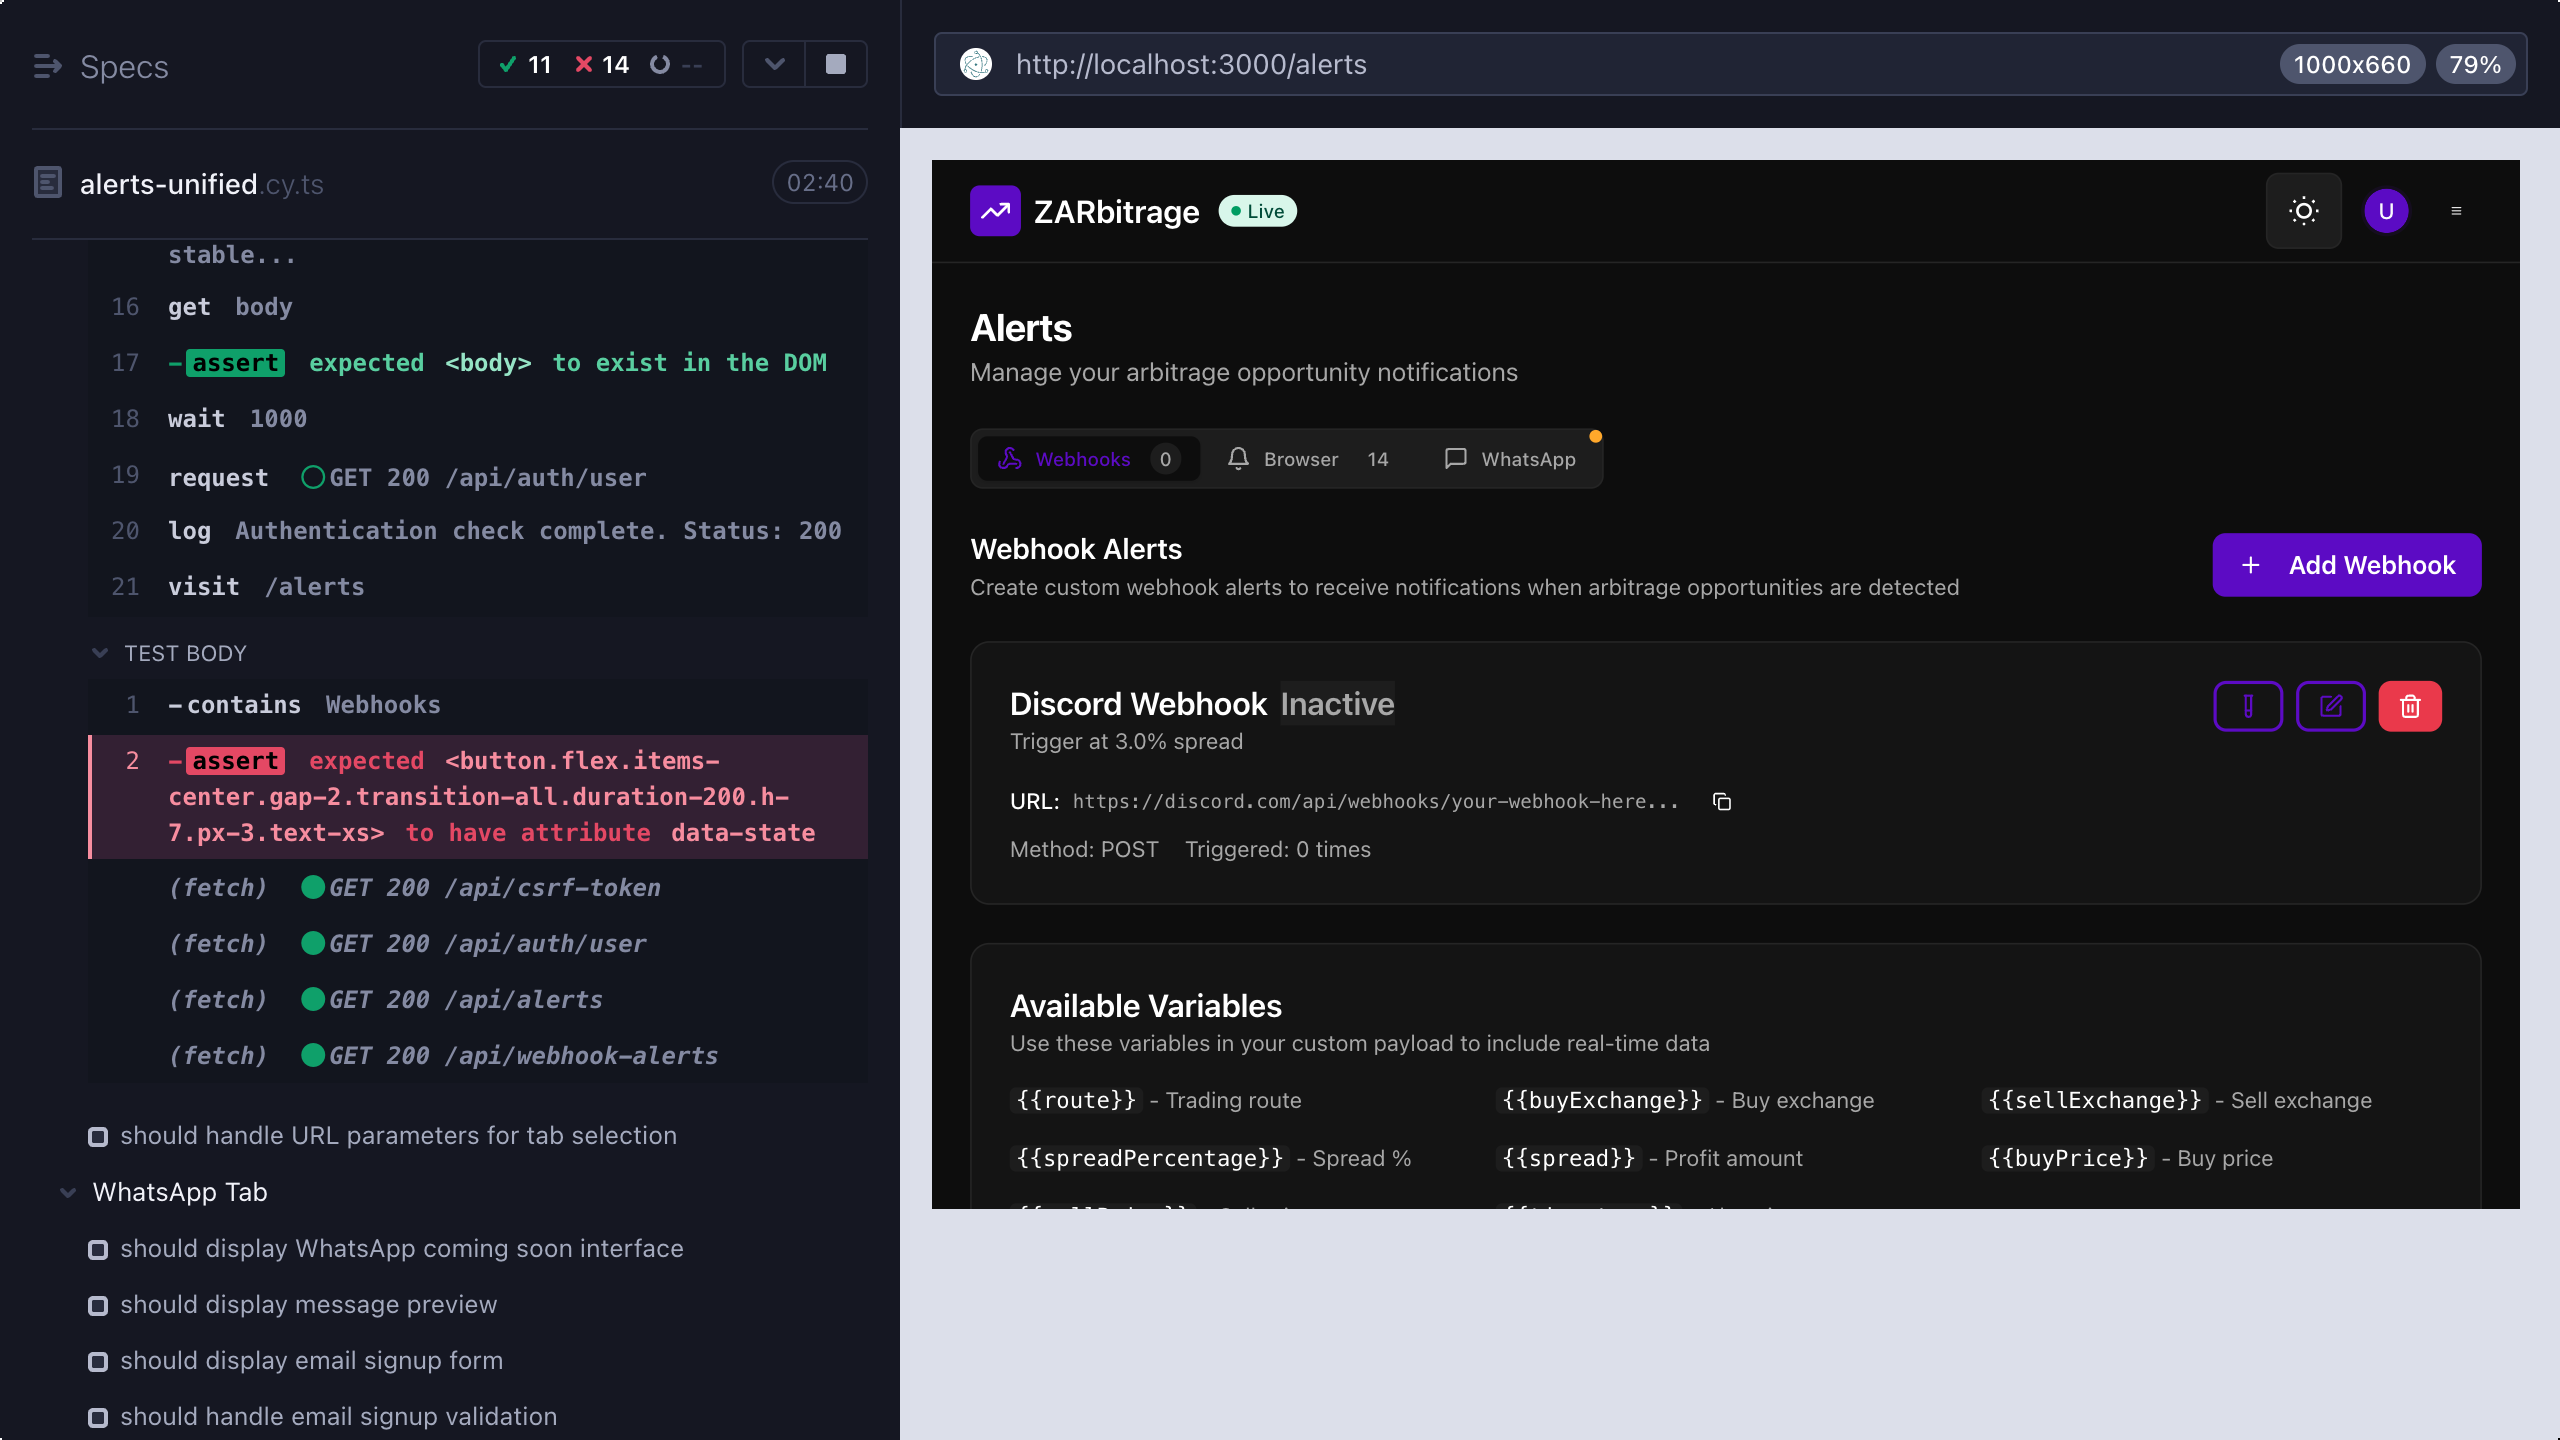 Specs
11 14 --
alerts-unified.cy.ts
02:40
stable...
16 get body
17 -assert expected <body> to exist in the DOM
18 wait 1000
19 request GET 200 /api/auth/user
20 log Authentication check complete. Status: 200
21 visit /alerts
TEST BODY
1 -contains Webhooks
2 -assert expected <button.flex.items-
center.gap-2.transition-all.duration-200.h-
7.px-3.text-xs> to have attribute data-state
(fetch) GET 200 /api/csrf-token
(fetch) GET 200 /api/auth/user
(fetch) GET 200 /api/alerts
(fetch) GET 200 /api/webhook-alerts
should handle URL parameters for tab selection
WhatsApp Tab
should display WhatsApp coming soon interface
should display message preview
should display email signup form
should handle email signup validation
http://localhost:3000/alerts
1000x660 79%
ZARbitrage Live
U
Alerts
Manage your arbitrage opportunity notifications
Webhooks 0 Browser 14 WhatsApp
Webhook Alerts
Create custom webhook alerts to receive notifications when arbitrage opportunities are detected
+ Add Webhook
Discord Webhook Inactive
Trigger at 3.0% spread
URL: https://discord.com/api/webhooks/your-webhook-here...
Method: POST Triggered: 0 times
Available Variables
Use these variables in your custom payload to include real-time data
{{route}} - Trading route {{buyExchange}} - Buy exchange {{sellExchange}} - Sell exchange
{{spreadPercentage}} - Spread % {{spread}} - Profit amount {{buyPrice}} - Buy price